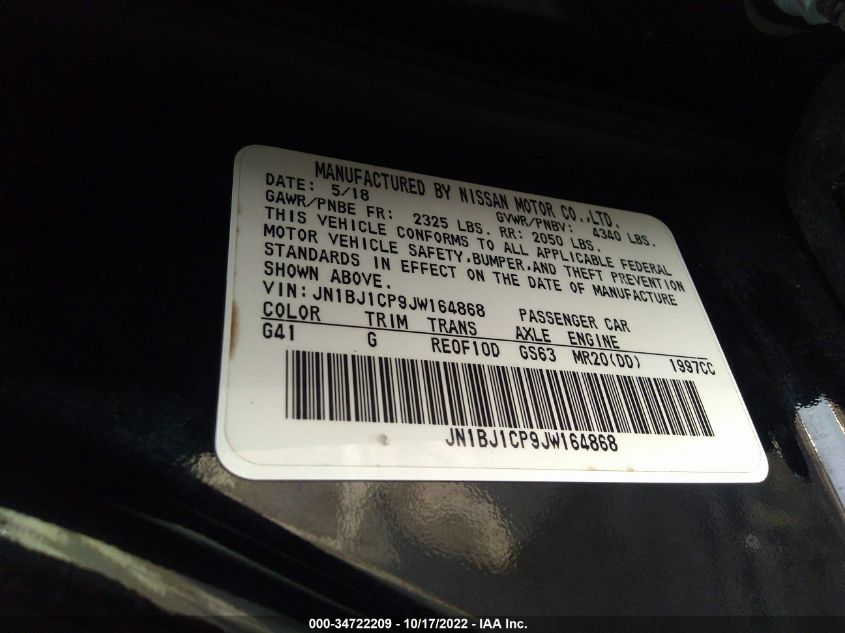 MANUFACTURED BY NISSAN MOTOR CO.,LTD.
DATE: 5/18 GVWR/PNBV: 4340 LBS.
GAWR/PNBE FR: 2325 LBS. RR: 2050 LBS.
THIS VEHICLE CONFORMS TO ALL APPLICABLE FEDERAL
MOTOR VEHICLE SAFETY,BUMPER,AND THEFT PREVENTION
STANDARDS IN EFFECT ON THE DATE OF MANUFACTURE
SHOWN ABOVE.
VIN:JN1BJ1CP9JW164868 PASSENGER CAR
COLOR TRIM TRANS AXLE ENGINE
G41 G RE0F10D GS63 MR20(DD) 1997CC
JN1BJ1CP9JW164868
000-34722209 - 10/17/2022 - IAA Inc.